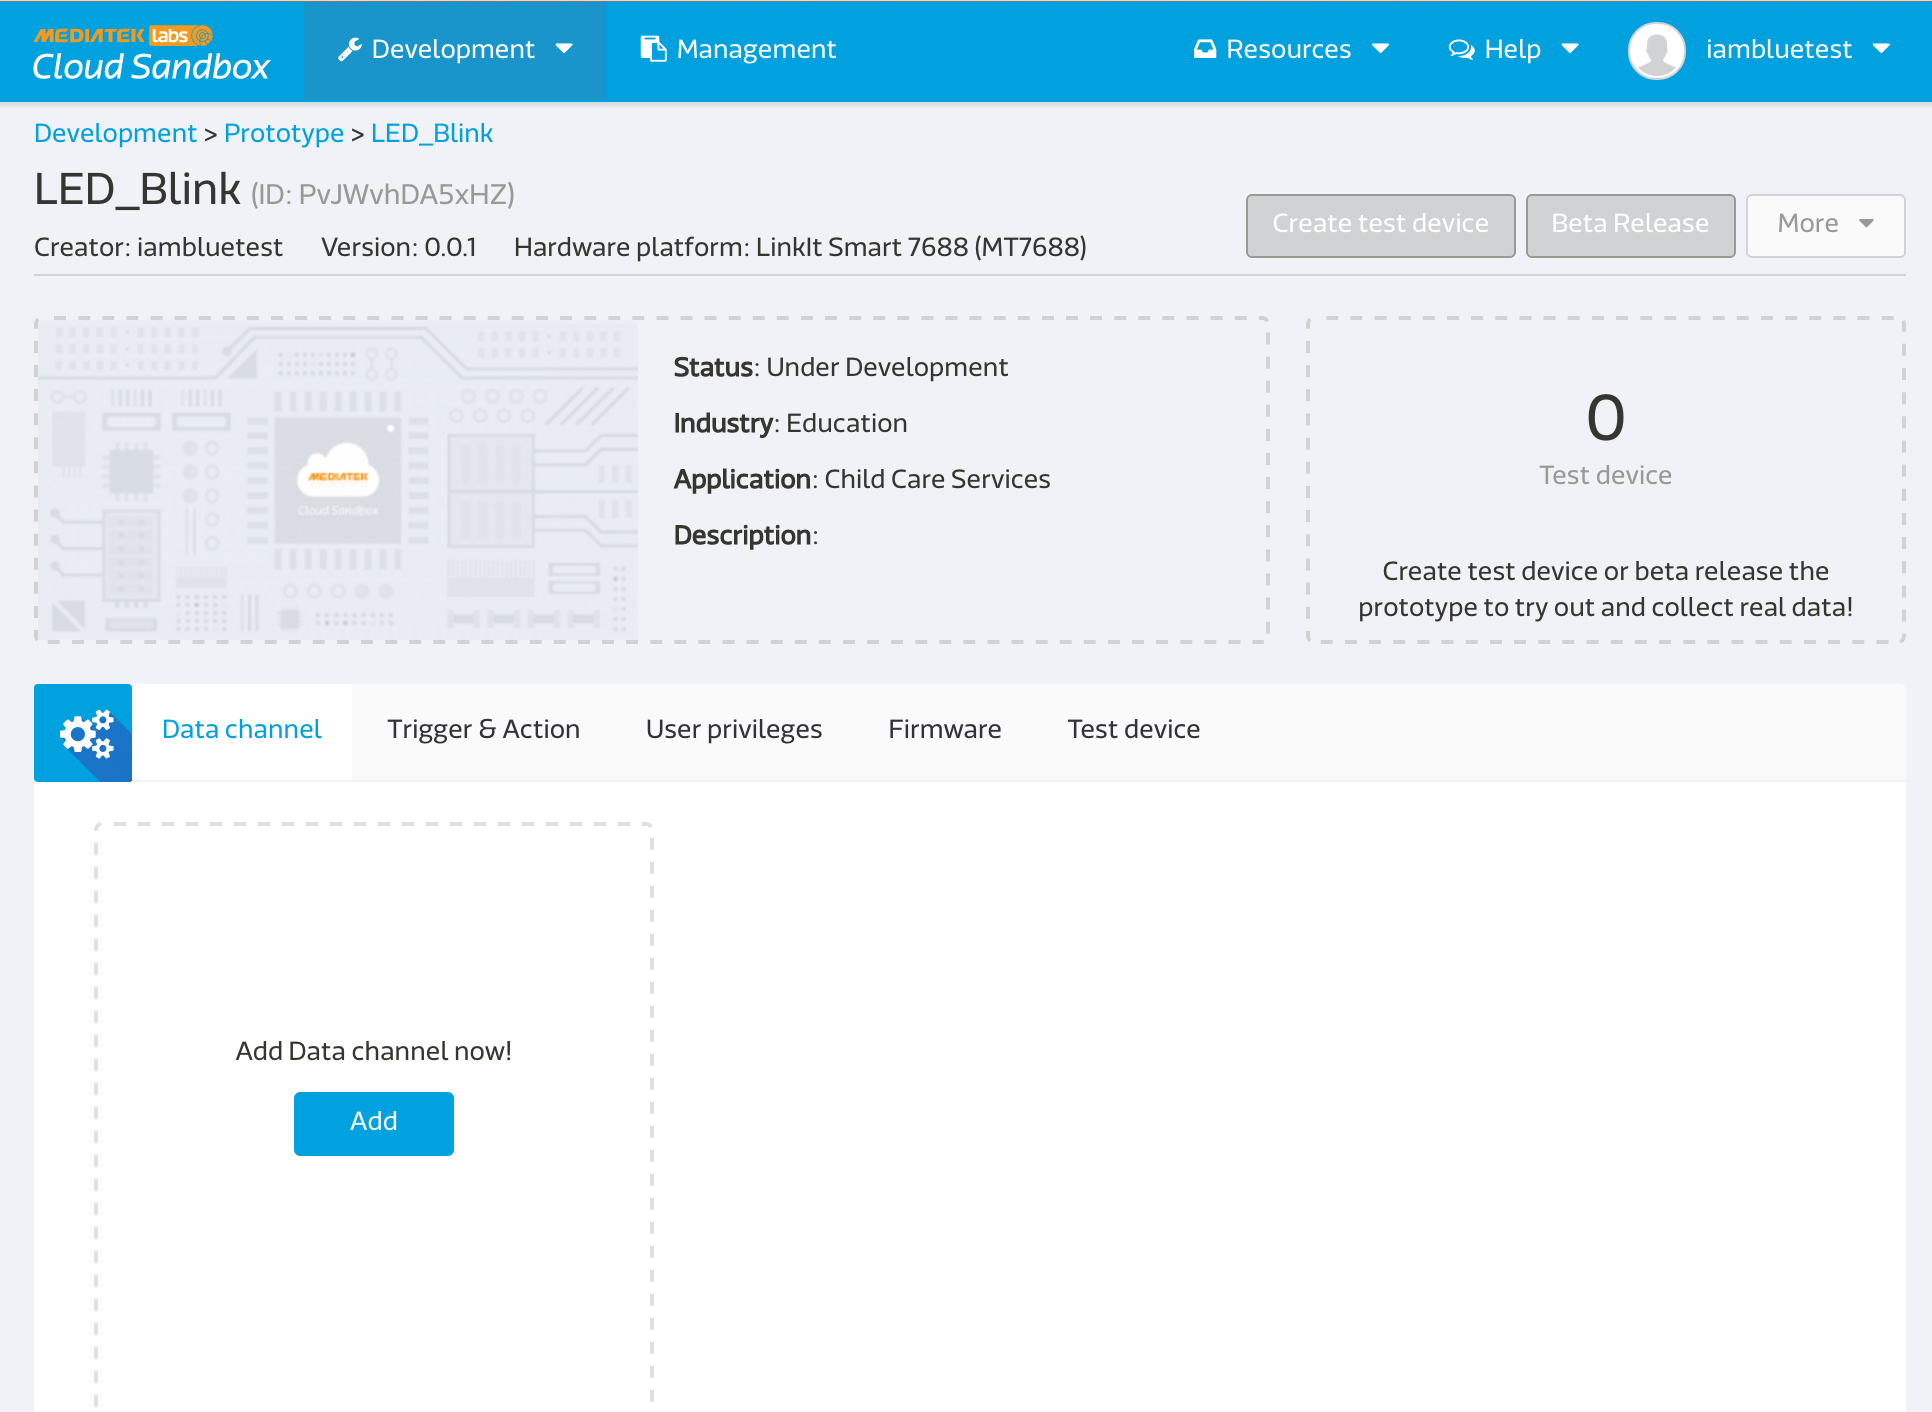 MEDIATEK labs
Cloud Sandbox
Development
Management
Resources
Help
iambluetest
Development > Prototype > LED_Blink
LED_Blink (ID: PvJWvhDA5xHZ)
Creator: iambluetest Version: 0.0.1 Hardware platform: LinkIt Smart 7688 (MT7688)
Create test device
Beta Release
More
MEDIATEK
Cloud Sandbox
Status: Under Development
Industry: Education
Application: Child Care Services
Description:
0
Test device
Create test device or beta release the
prototype to try out and collect real data!
Data channel
Trigger & Action
User privileges
Firmware
Test device
Add Data channel now!
Add